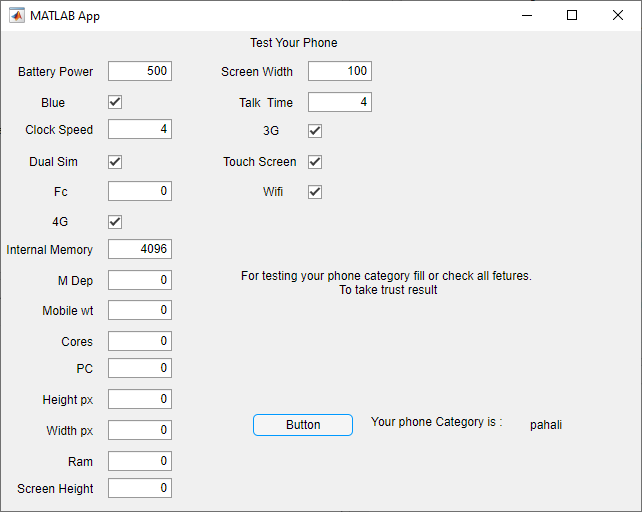 MATLAB App
Test Your Phone
Battery Power 500 Screen Width 100
Blue Talk Time 4
Clock Speed 4 3G
Dual Sim Touch Screen
Fc 0 Wifi
4G
Internal Memory 4096
M Dep 0
For testing your phone category fill or check all fetures.
To take trust result
Mobile wt 0
Cores 0
PC 0
Height px 0
Width px 0
Button Your phone Category is : pahali
Ram 0
Screen Height 0